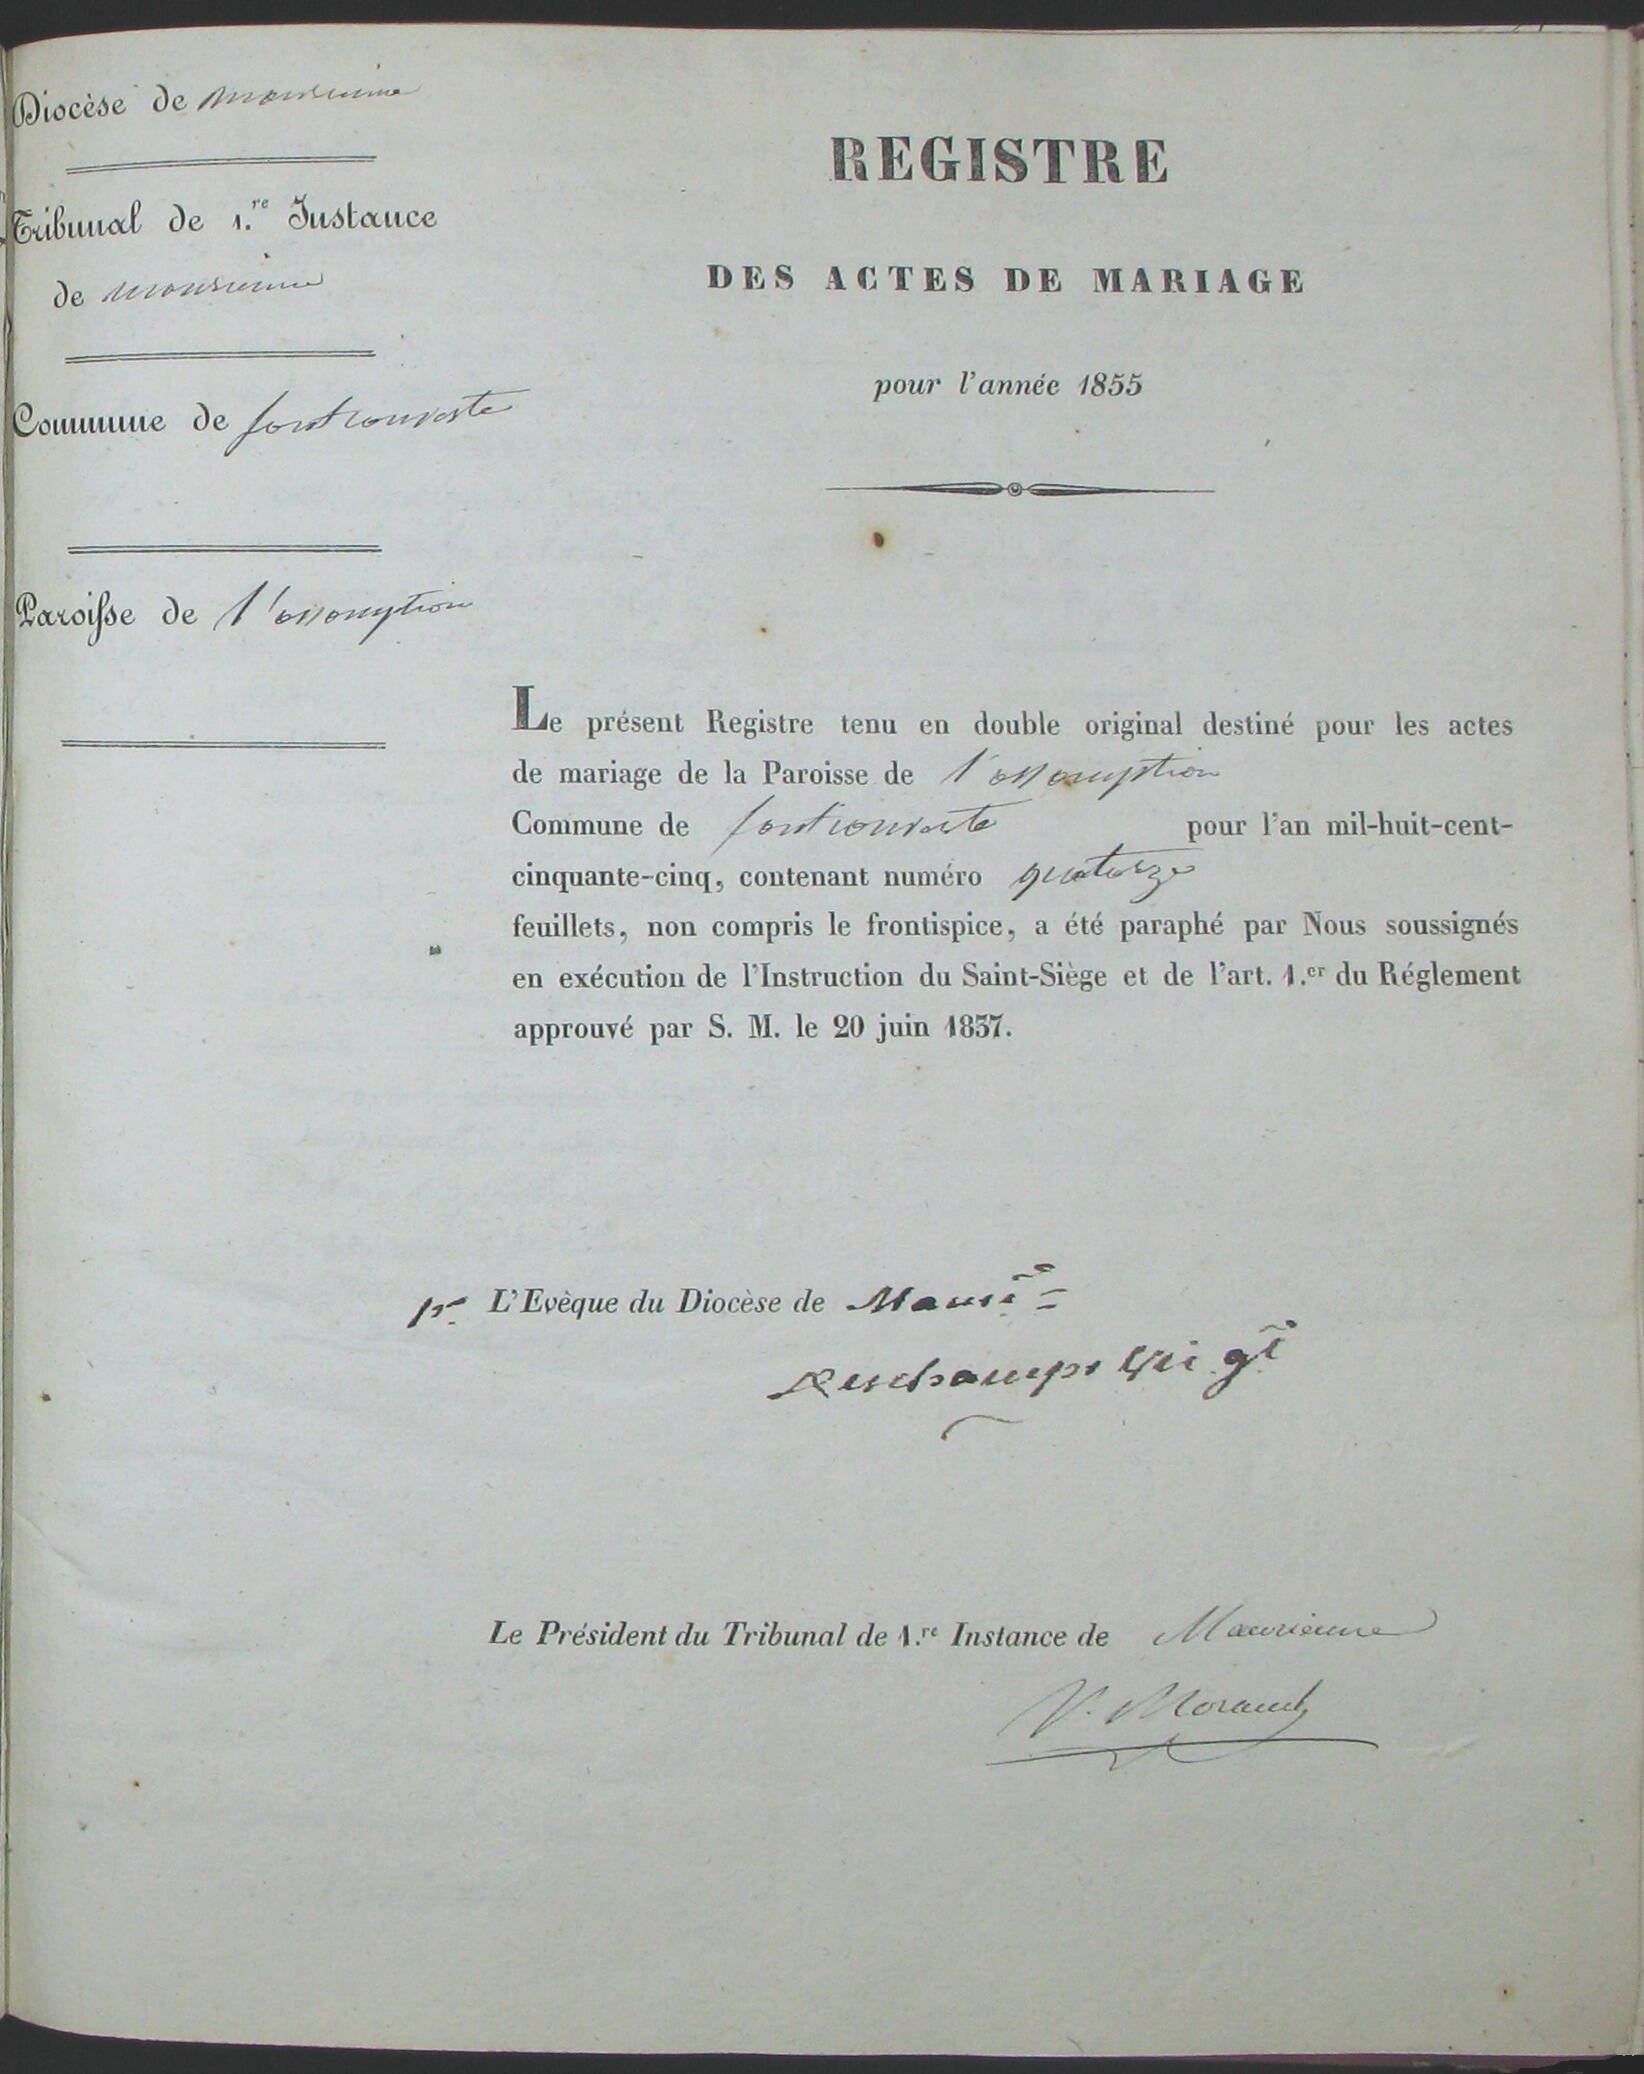 Diocèse de maurienne
Tribunal de 1.re Instance
de maurienne
Commune de fontcouverte
Paroisse de l'assomption
REGISTRE
DES ACTES DE MARIAGE
pour l'année 1855
Le présent Registre tenu en double original destiné pour les actes
de mariage de la Paroisse de l'assomption
Commune de fontcouverte pour l'an mil-huit-cent-
cinquante-cinq, contenant numéro quatorze
feuillets, non compris le frontispice, a été paraphé par Nous soussignés
en exécution de l'Instruction du Saint-Siège et de l'art. 1.er du Réglement
approuvé par S. M. le 20 juin 1837.
pr L'Evèque du Diocèse de
Deschamps Vic gl
Le Président du Tribunal de 1.re Instance de Maurienne
V. Morand